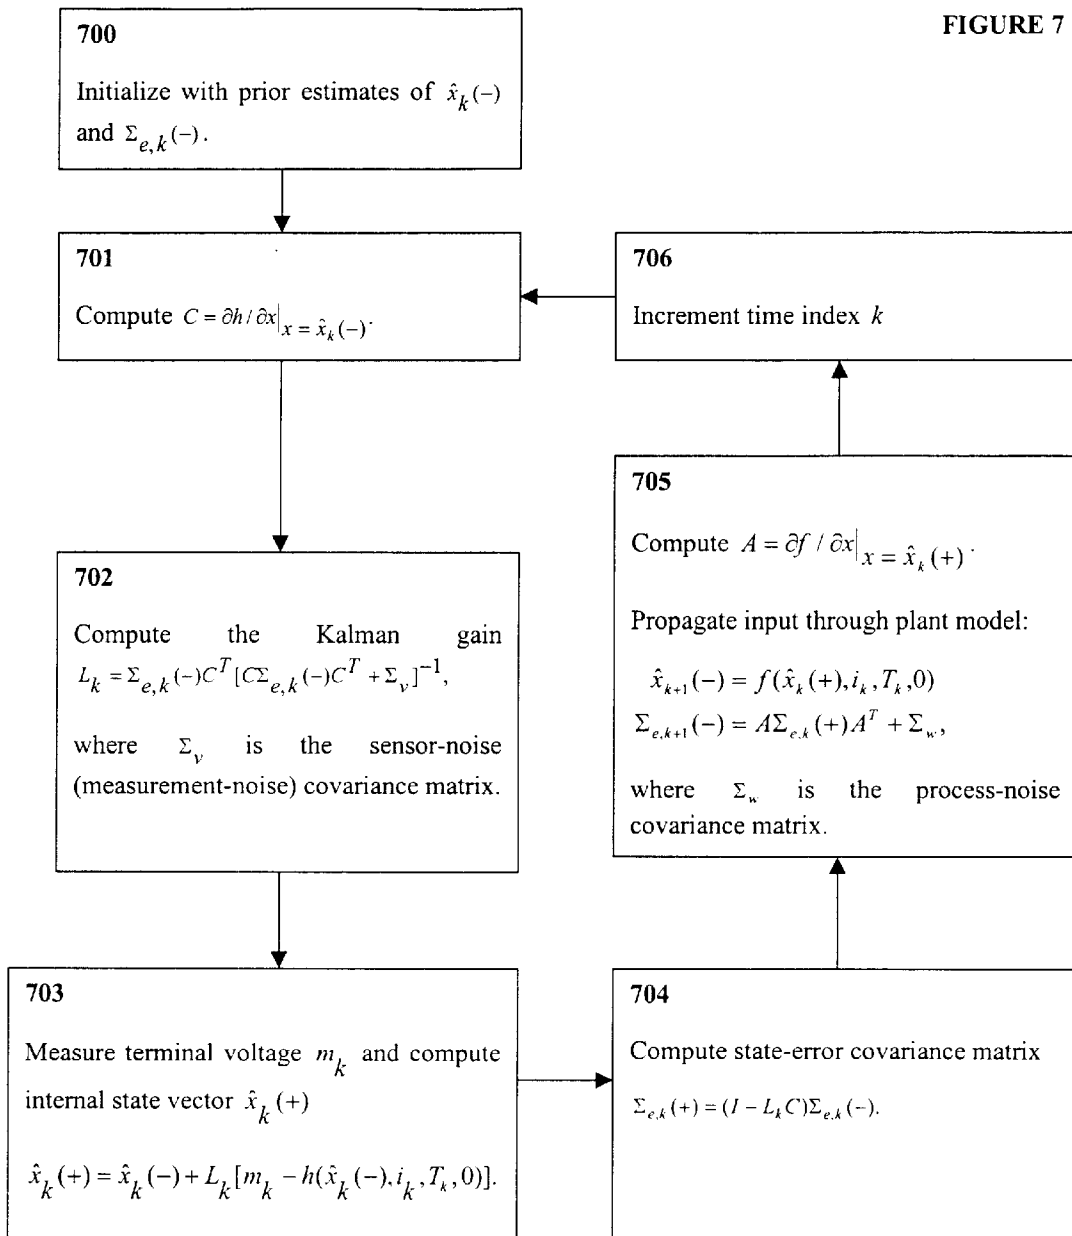 FIGURE 7
700
Initialize with prior estimates of x̂_k(−)
and Σ_{e,k}(−).
701
Compute C = ∂h/∂x|_{x = x̂_k(−)}.
702
Compute the Kalman gain
L_k = Σ_{e,k}(−)C^T[CΣ_{e,k}(−)C^T + Σ_v]^{−1},
where Σ_v is the sensor-noise
(measurement-noise) covariance matrix.
703
Measure terminal voltage m_k and compute
internal state vector x̂_k(+)
x̂_k(+) = x̂_k(−) + L_k[m_k − h(x̂_k(−), i_k, T_k, 0)].
704
Compute state-error covariance matrix
Σ_{e,k}(+) = (I − L_k C)Σ_{e,k}(−).
705
Compute A = ∂f / ∂x|_{x = x̂_k(+)}.
Propagate input through plant model:
x̂_{k+1}(−) = f(x̂_k(+), i_k, T_k, 0)
Σ_{e,k+1}(−) = AΣ_{e,k}(+)A^T + Σ_w,
where Σ_w is the process-noise
covariance matrix.
706
Increment time index k